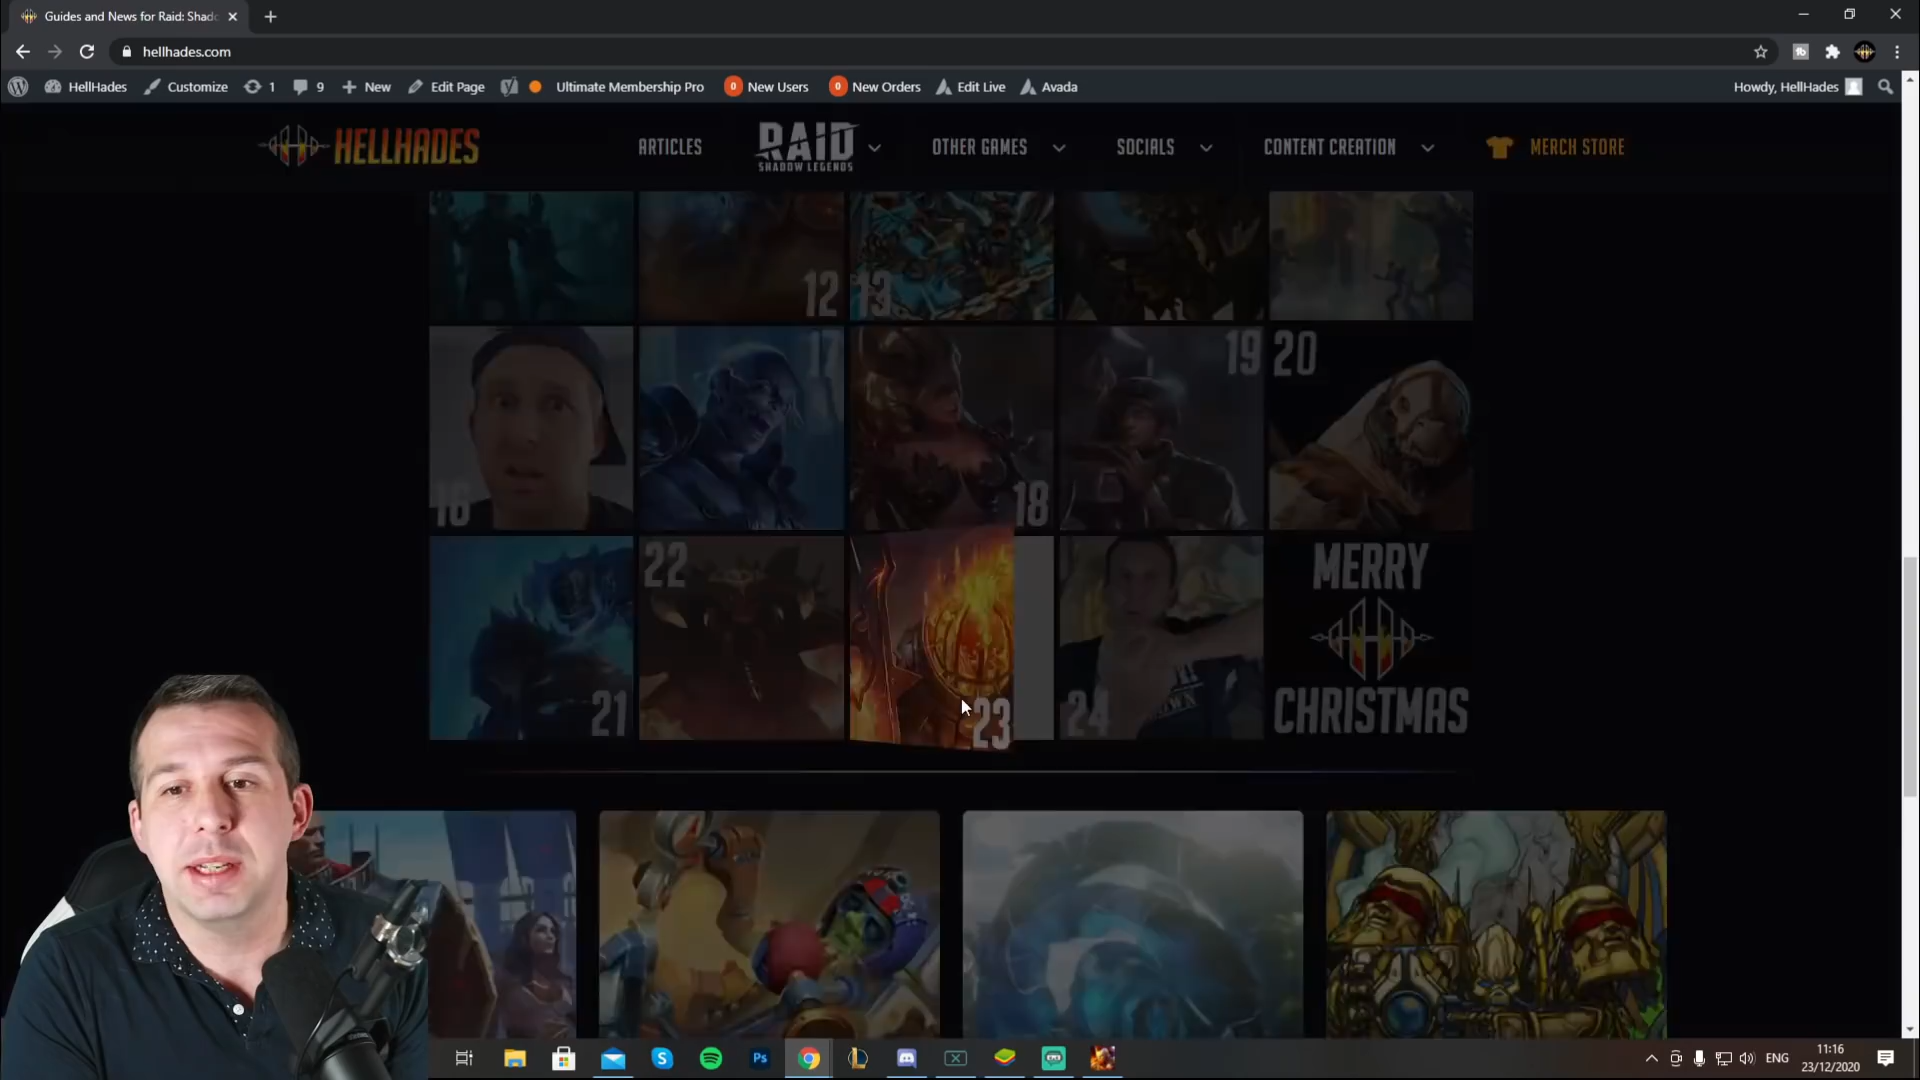 Guides and News for Raid: Shado
hellhades.com
HellHades
Customize
1
9
New
Edit Page
Ultimate Membership Pro
0 New Users
0 New Orders
Edit Live
Avada
Howdy, HellHades
HELLHADES
ARTICLES
RAID
SHADOW LEGENDS
OTHER GAMES
SOCIALS
CONTENT CREATION
MERCH STORE
12
13
16
17
18
19
20
21
22
23
24
MERRY
CHRISTMAS
Ps
ENG
11:16
23/12/2020